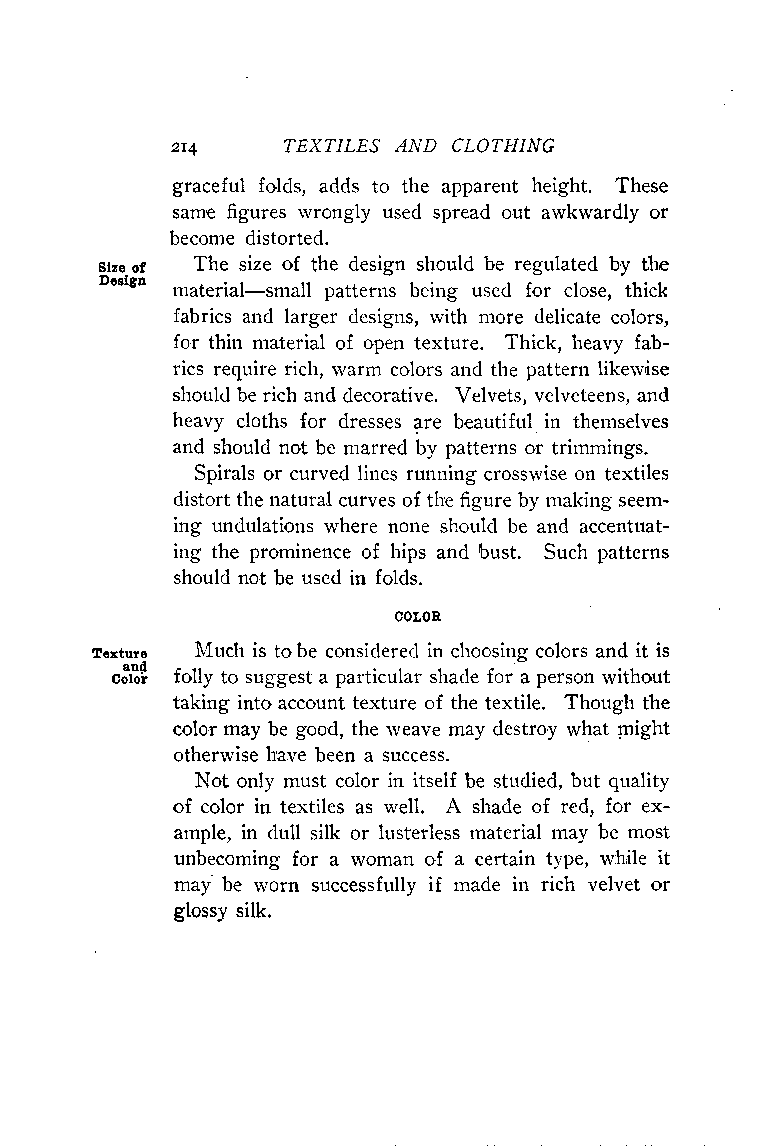 214 TEXTILES AND CLOTHING
graceful folds, adds to the apparent height. These
same figures wrongly used spread out awkwardly or
become distorted.
Size of
Design
The size of the design should be regulated by the
material—small patterns being used for close, thick
fabrics and larger designs, with more delicate colors,
for thin material of open texture. Thick, heavy fab-
rics require rich, warm colors and the pattern likewise
should be rich and decorative. Velvets, velveteens, and
heavy cloths for dresses are beautiful in themselves
and should not be marred by patterns or trimmings.
Spirals or curved lines running crosswise on textiles
distort the natural curves of the figure by making seem-
ing undulations where none should be and accentuat-
ing the prominence of hips and bust. Such patterns
should not be used in folds.
COLOR
Texture
and
Color
Much is to be considered in choosing colors and it is
folly to suggest a particular shade for a person without
taking into account texture of the textile. Though the
color may be good, the weave may destroy what might
otherwise have been a success.
Not only must color in itself be studied, but quality
of color in textiles as well. A shade of red, for ex-
ample, in dull silk or lusterless material may be most
unbecoming for a woman of a certain type, while it
may be worn successfully if made in rich velvet or
glossy silk.